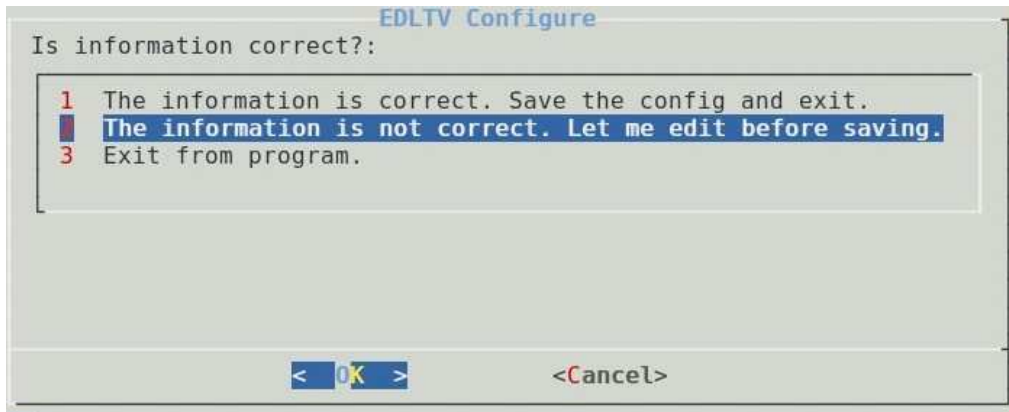 EDLTV Configure
Is information correct?:
1 The information is correct. Save the config and exit.
2 The information is not correct. Let me edit before saving.
3 Exit from program.
< OK > <Cancel>